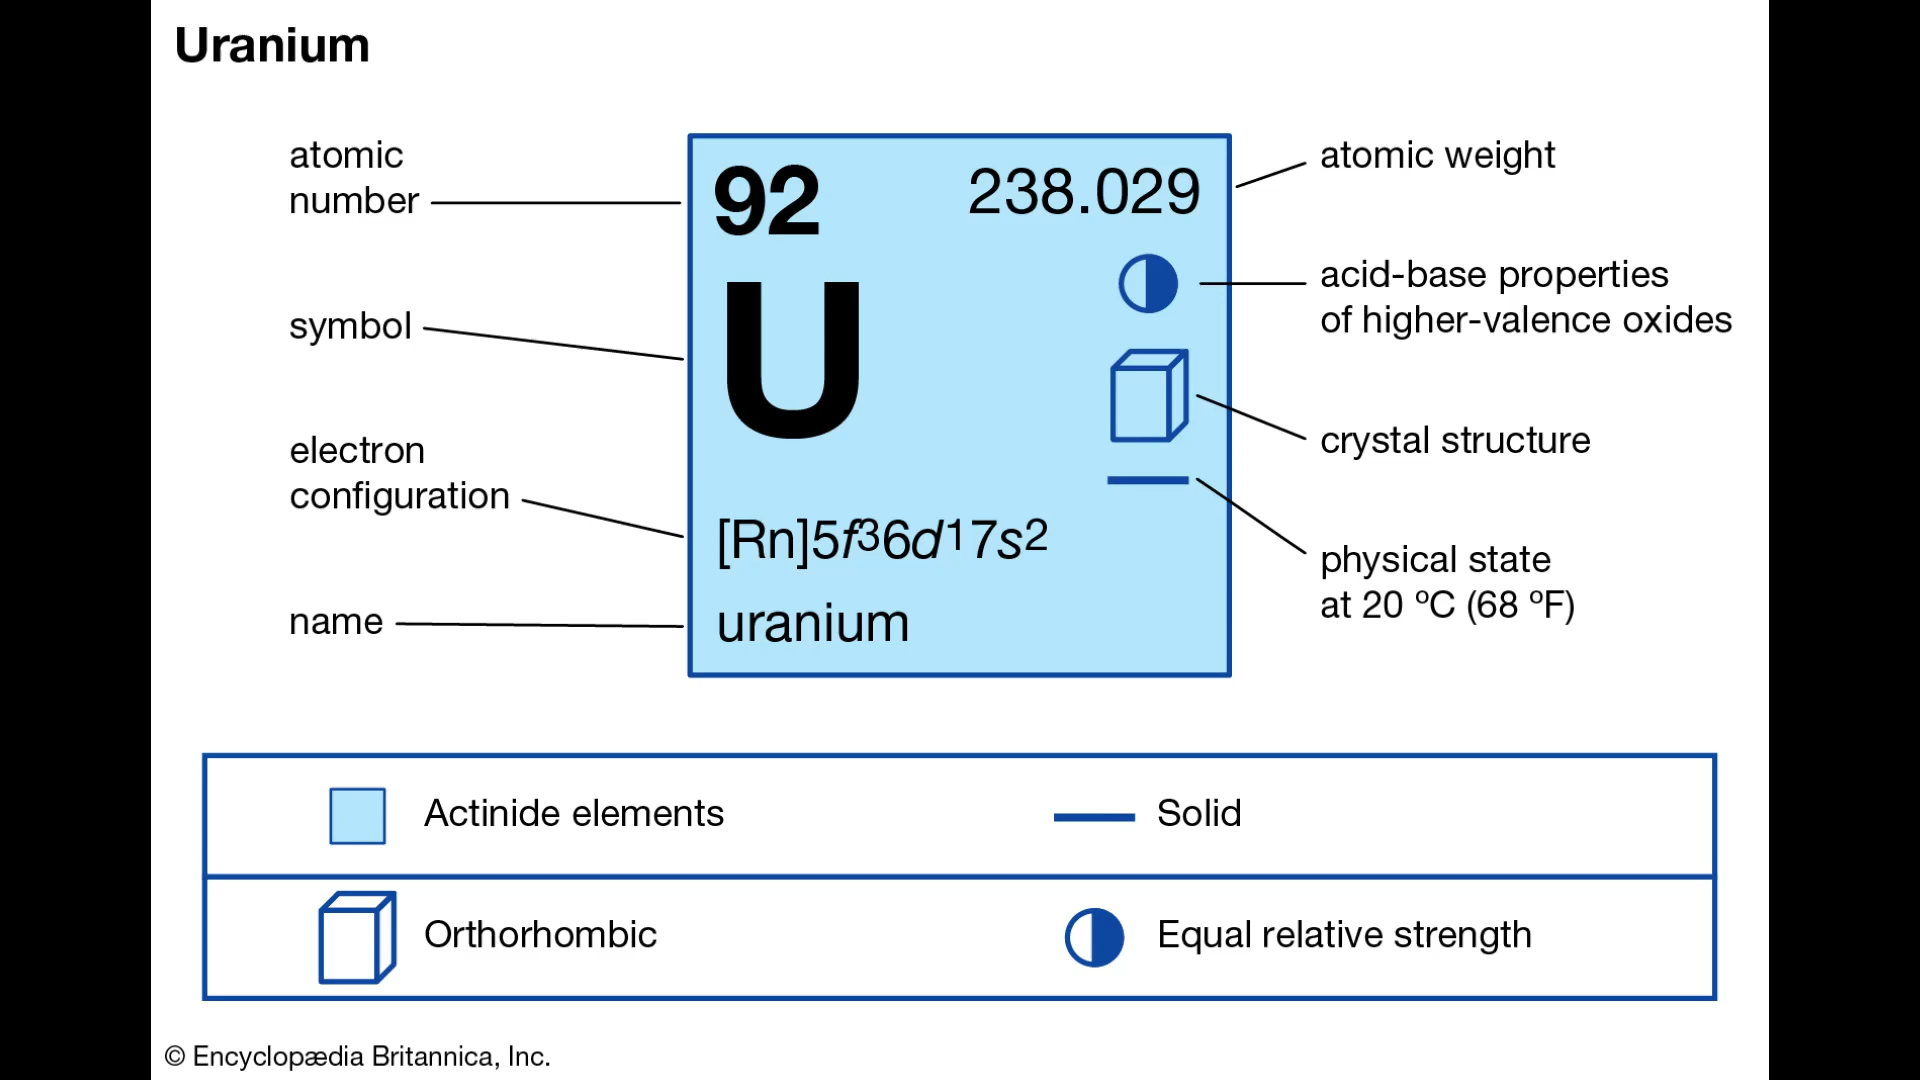 Uranium
atomic
number
symbol
electron
configuration
name
92
238.029
U
[Rn]5f³6d¹7s²
uranium
atomic weight
acid-base properties
of higher-valence oxides
crystal structure
physical state
at 20 ºC (68 ºF)
Actinide elements
Solid
Orthorhombic
Equal relative strength
© Encyclopædia Britannica, Inc.